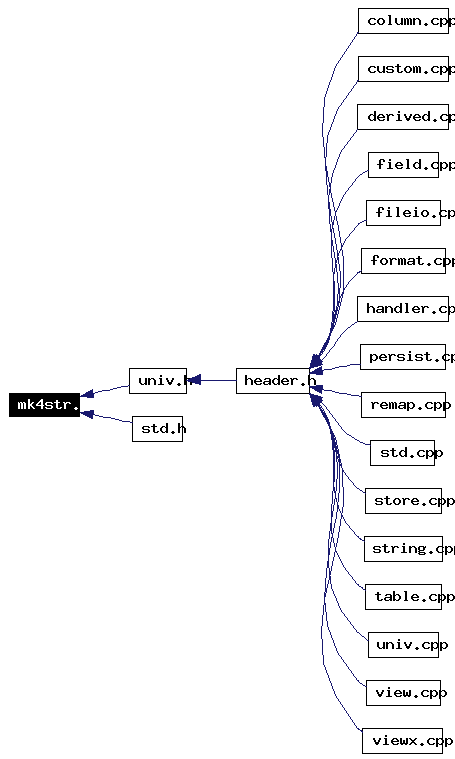 column.cpp
custom.cpp
derived.cp
field.cpp
fileio.cp
format.cpp
handler.cp
persist.cp
univ.h
header.h
mk4str.
remap.cpp
std.h
std.cpp
store.cpp
string.cpp
table.cpp
univ.cpp
view.cpp
viewx.cpp